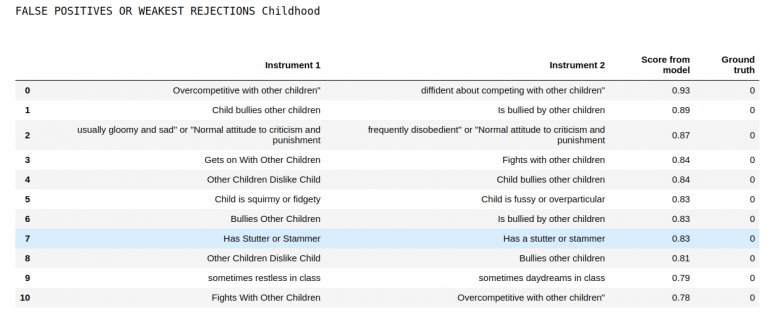 FALSE POSITIVES OR WEAKEST REJECTIONS Childhood
Instrument 1 Instrument 2 Score from model Ground truth
0 Overcompetitive with other children" diffident about competing with other children" 0.93 0
1 Child bullies other children Is bullied by other children 0.89 0
2 usually gloomy and sad" or "Normal attitude to criticism and punishment frequently disobedient" or "Normal attitude to criticism and punishment 0.87 0
3 Gets on With Other Children Fights with other children 0.84 0
4 Other Children Dislike Child Child bullies other children 0.84 0
5 Child is squirmy or fidgety Child is fussy or overparticular 0.83 0
6 Bullies Other Children Is bullied by other children 0.83 0
7 Has Stutter or Stammer Has a stutter or stammer 0.83 0
8 Other Children Dislike Child Bullies other children 0.81 0
9 sometimes restless in class sometimes daydreams in class 0.79 0
10 Fights With Other Children Overcompetitive with other children" 0.78 0